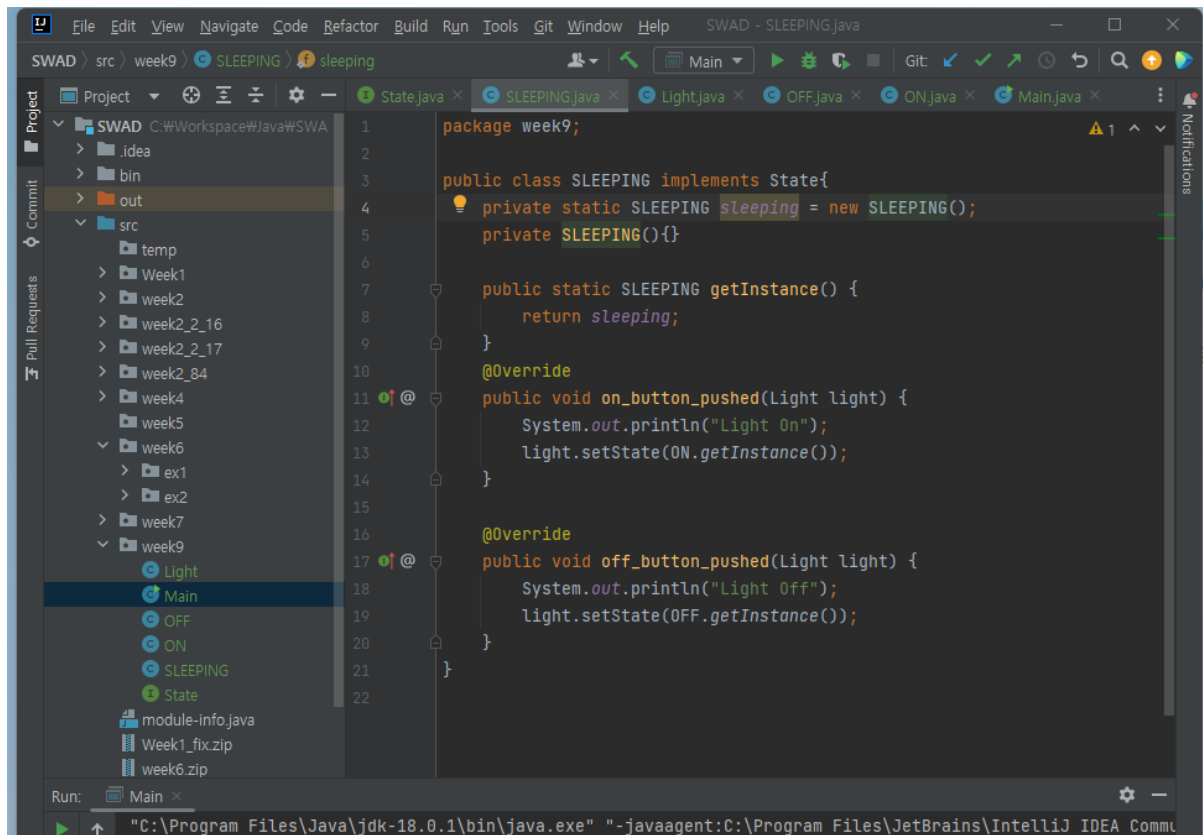 File Edit View Navigate Code Refactor Build Run Tools Git Window Help SWAD - SLEEPING.java
SWAD src week9 SLEEPING sleeping Main Git:
Project State.java SLEEPING.java Light.java OFF.java ON.java Main.java
Project
Commit
Pull Requests
Notifications
SWAD C:₩Workspace₩Java₩SWA
.idea
bin
out
src
temp
Week1
week2
week2_2_16
week2_2_17
week2_84
week4
week5
week6
ex1
ex2
week7
week9
Light
Main
OFF
ON
SLEEPING
State
module-info.java
Week1_fix.zip
week6.zip
1 package week9;
2
3 public class SLEEPING implements State{
4 private static SLEEPING sleeping = new SLEEPING();
5 private SLEEPING(){}
6
7 public static SLEEPING getInstance() {
8 return sleeping;
9 }
10 @Override
11 @ public void on_button_pushed(Light light) {
12 System.out.println("Light On");
13 light.setState(ON.getInstance());
14 }
15
16 @Override
17 @ public void off_button_pushed(Light light) {
18 System.out.println("Light Off");
19 light.setState(OFF.getInstance());
20 }
21 }
22
1
Run: Main
"C:\Program Files\Java\jdk-18.0.1\bin\java.exe" "-javaagent:C:\Program Files\JetBrains\IntelliJ IDEA Commu